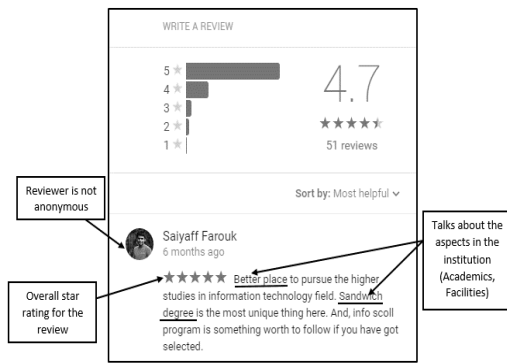 WRITE A REVIEW
5
4
3
2
1
4.7
51 reviews
Sort by: Most helpful
Reviewer is not
anonymous
Saiyaff Farouk
6 months ago
Talks about the
aspects in the
institution
(Academics,
Facilities)
Overall star
rating for the
review
Better place to pursue the higher
studies in information technology field. Sandwich
degree is the most unique thing here. And, info scoll
program is something worth to follow if you have got
selected.